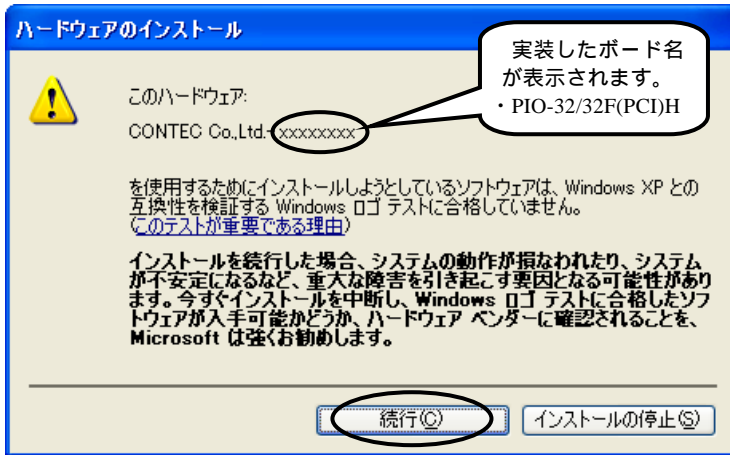 ハードウェアのインストール
実装したボード名
が表示されます。
・PIO-32/32F(PCI)H
このハードウェア:
CONTEC Co.,Ltd.-xxxxxxxx
を使用するためにインストールしようとしているソフトウェアは、Windows XP との
互換性を検証する Windows ロゴ テストに合格していません。
(このテストが重要である理由)
インストールを続行した場合、システムの動作が損なわれたり、システム
が不安定になるなど、重大な障害を引き起こす要因となる可能性があり
ます。今すぐインストールを中断し、Windows ロゴ テストに合格したソフ
トウェアが入手可能かどうか、ハードウェア ベンダーに確認されることを、
Microsoft は強くお勧めします。
続行(C)
インストールの停止(S)